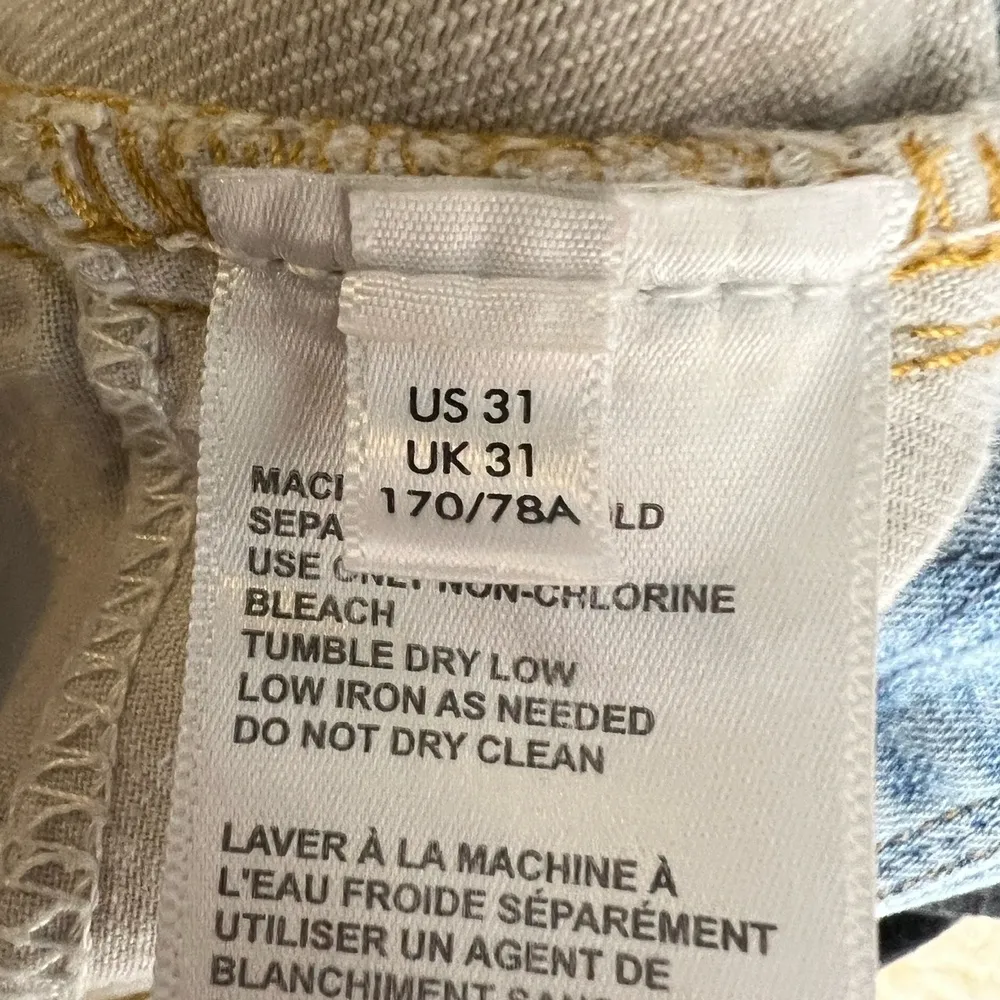 US 31
UK 31
170/78A
LD
USE NON-CHLORINE
BLEACH
TUMBLE DRY LOW
LOW IRON AS NEEDED
DO NOT DRY CLEAN
LAVER À LA MACHINE À
L'EAU FROIDE SÉPARÉMENT
UTILISER UN AGENT DE
BLANCHIMENT